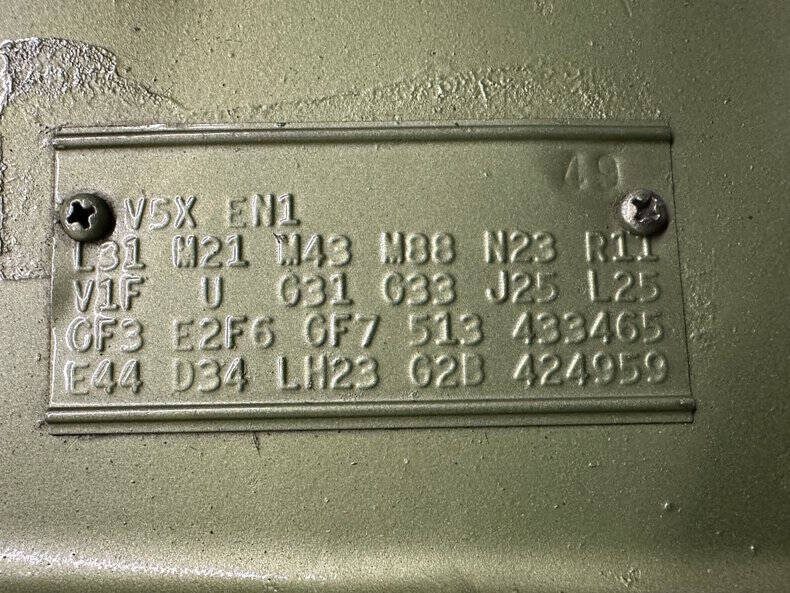 49
V5X EN1
L31 M21 M43 M88 N23 R11
V1F U G31 G33 J25 L25
GF3 E2F6 GF7 513 433465
E44 D34 LH23 G2B 424959